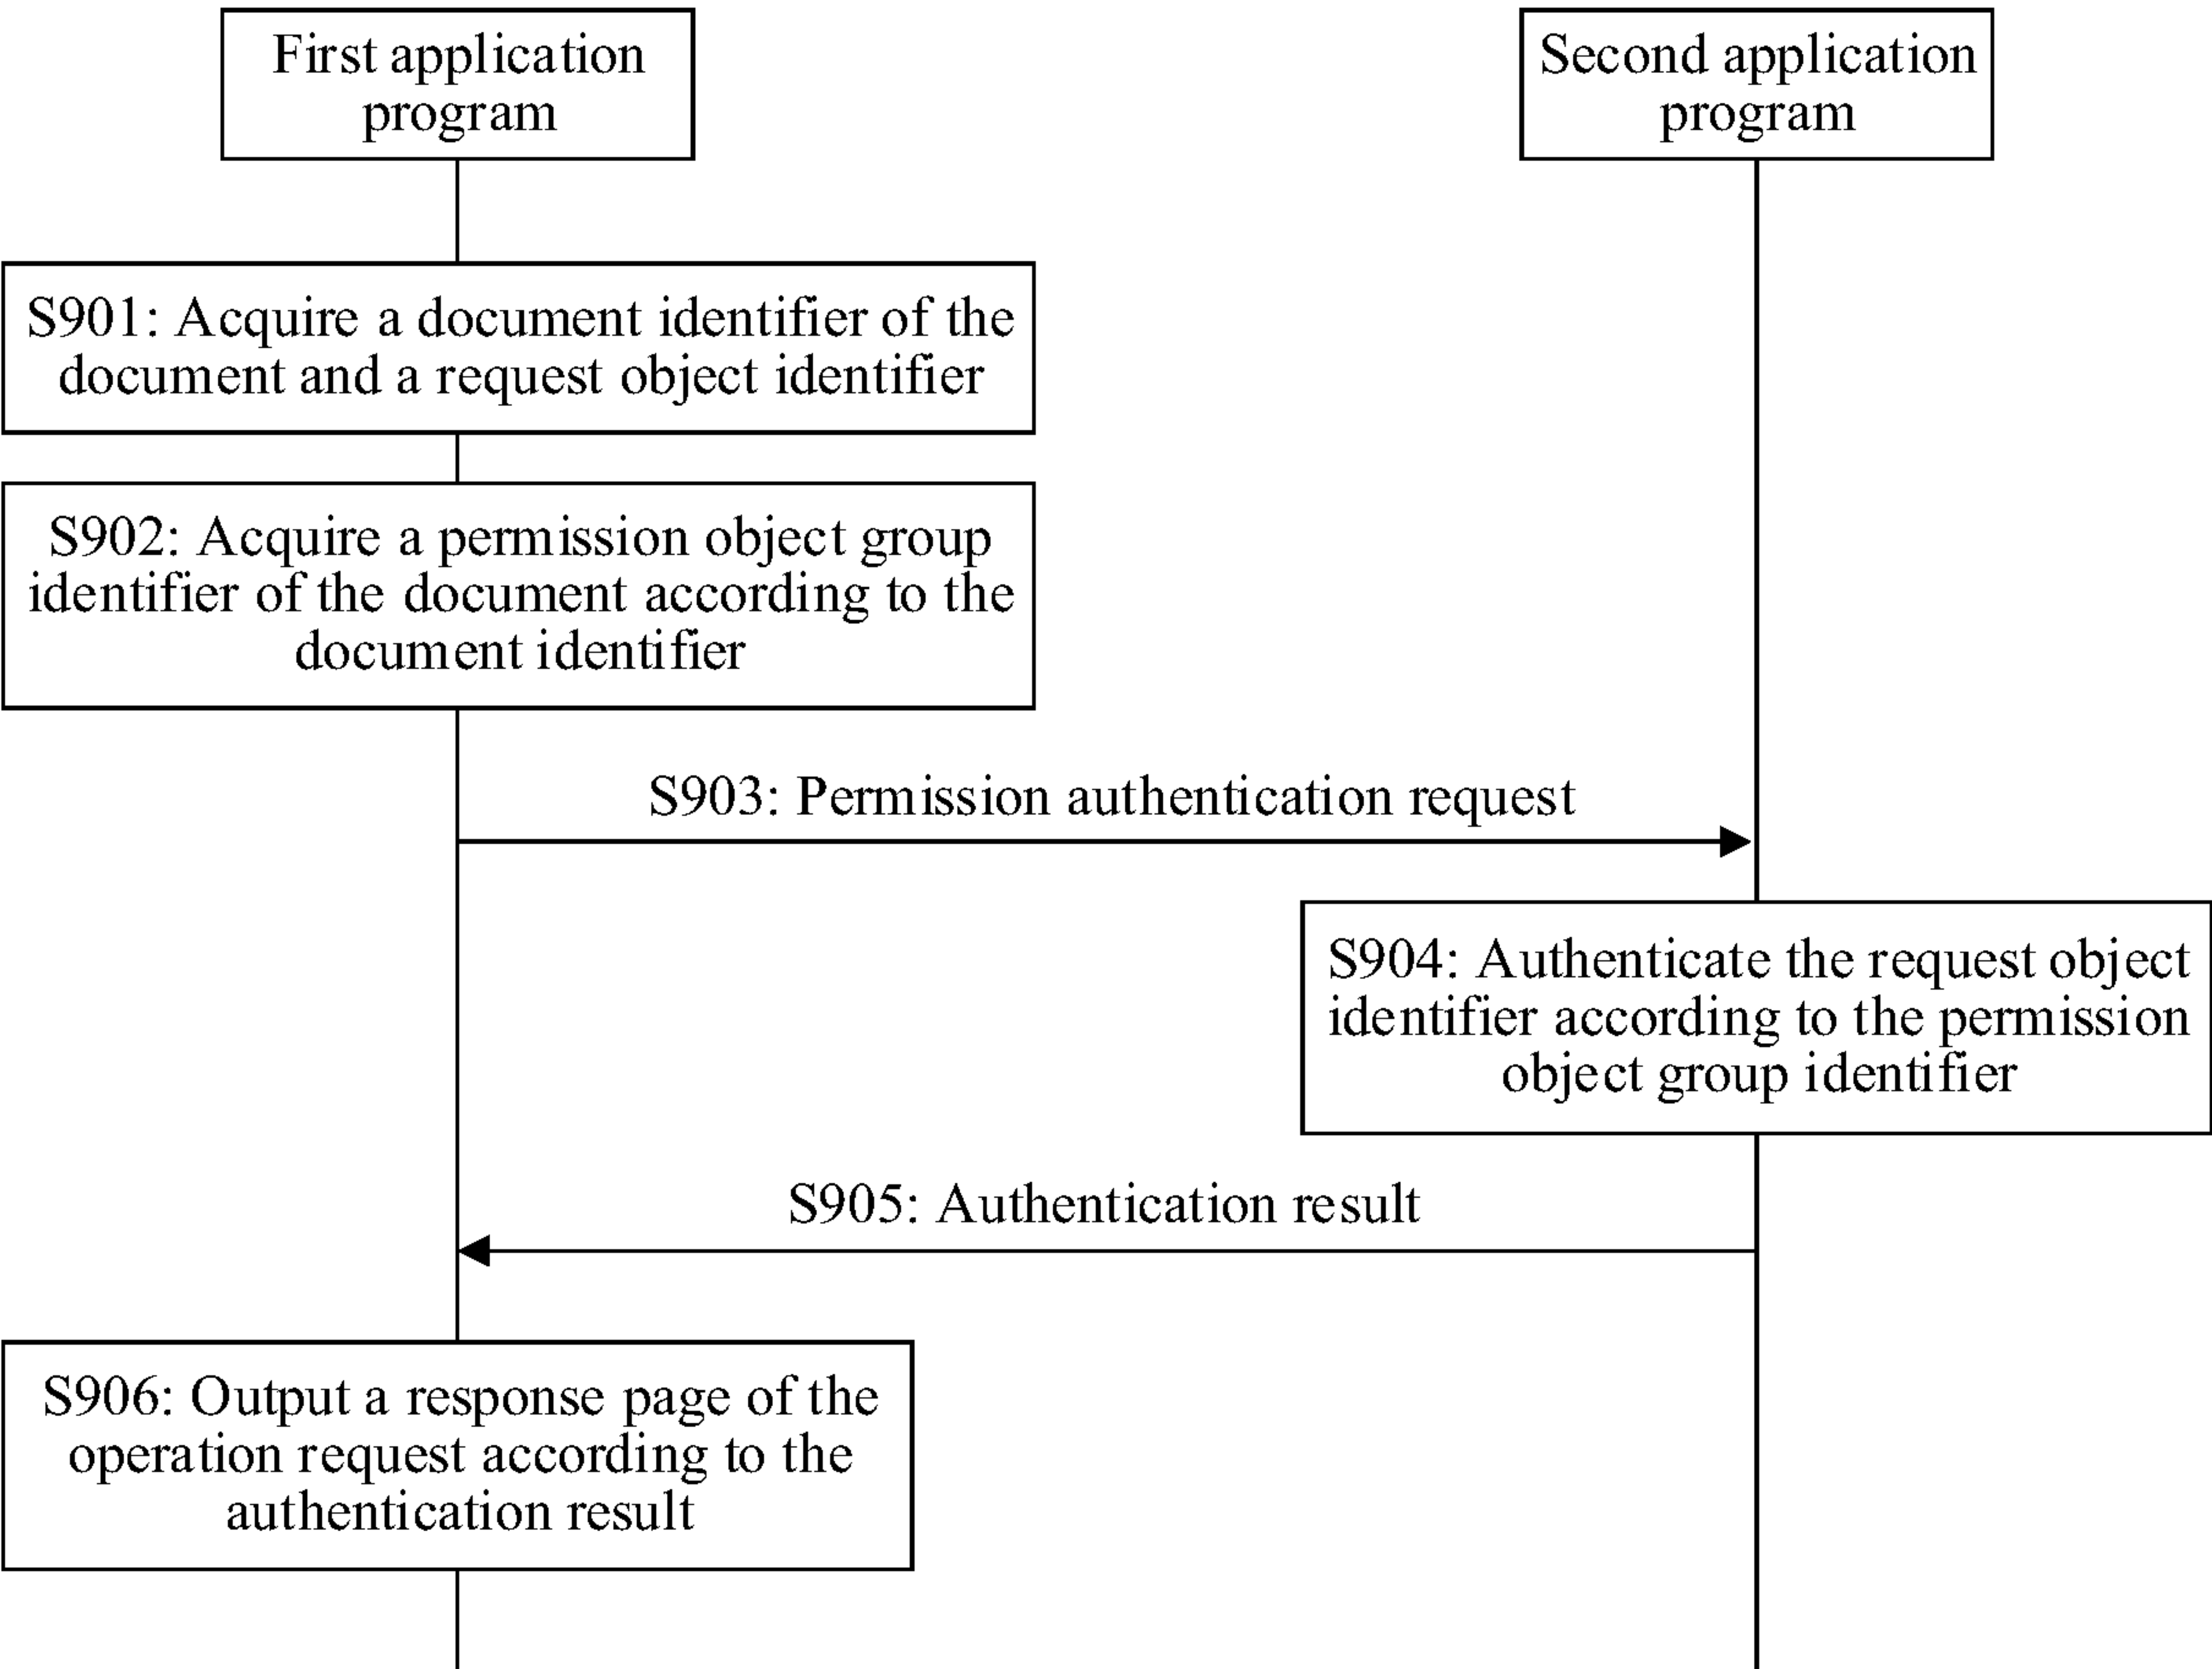 First application
program
Second application
program
S901: Acquire a document identifier of the
document and a request object identifier
S902: Acquire a permission object group
identifier of the document according to the
document identifier
S903: Permission authentication request
S904: Authenticate the request object
identifier according to the permission
object group identifier
S905: Authentication result
S906: Output a response page of the
operation request according to the
authentication result